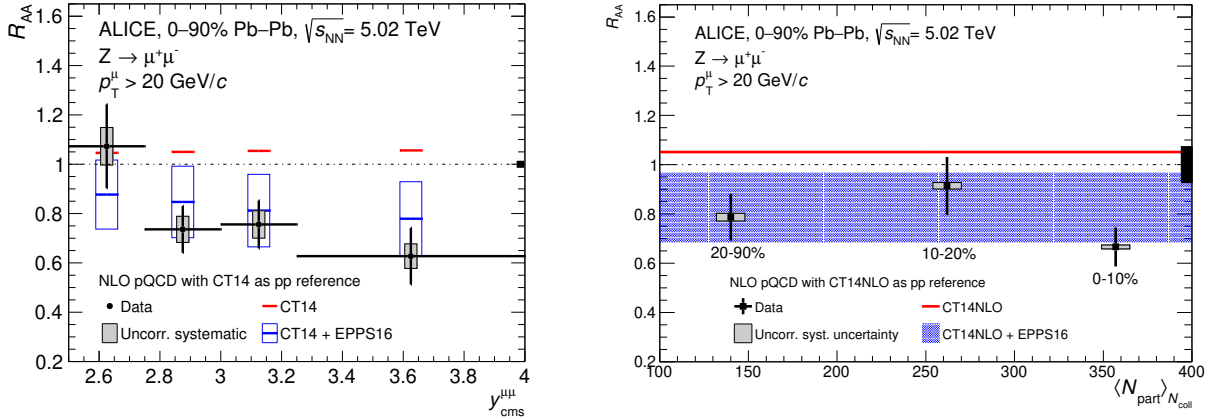 R_AA
1.6
1.4
1.2
1
0.8
0.6
0.4
0.2
ALICE, 0–90% Pb–Pb, √s_NN = 5.02 TeV
Z → μ⁺μ⁻
p_T^μ > 20 GeV/c
NLO pQCD with CT14 as pp reference
Data
CT14
Uncorr. systematic
CT14 + EPPS16
2.6 2.8 3 3.2 3.4 3.6 3.8 4
y_cms^μμ
R_AA
1.6
1.4
1.2
1
0.8
0.6
0.4
0.2
ALICE, 0–90% Pb–Pb, √s_NN = 5.02 TeV
Z → μ⁺μ⁻
p_T^μ > 20 GeV/c
20-90%
10-20%
0-10%
NLO pQCD with CT14NLO as pp reference
Data
CT14NLO
Uncorr. syst. uncertainty
CT14NLO + EPPS16
100 150 200 250 300 350 400
⟨N_part⟩_N_coll